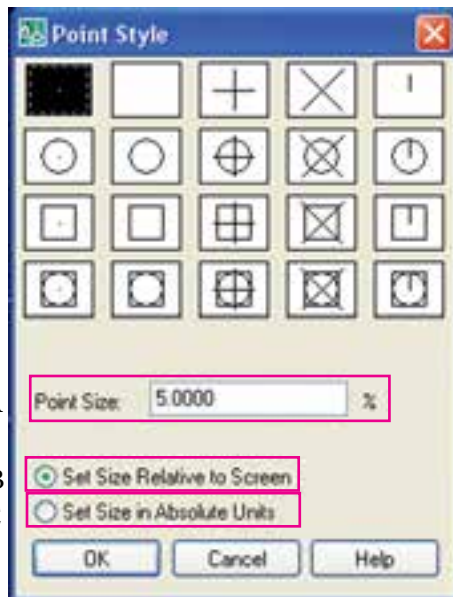 Point Style
Point Size: 5.0000 %
Set Size Relative to Screen
Set Size in Absolute Units
OK Cancel Help